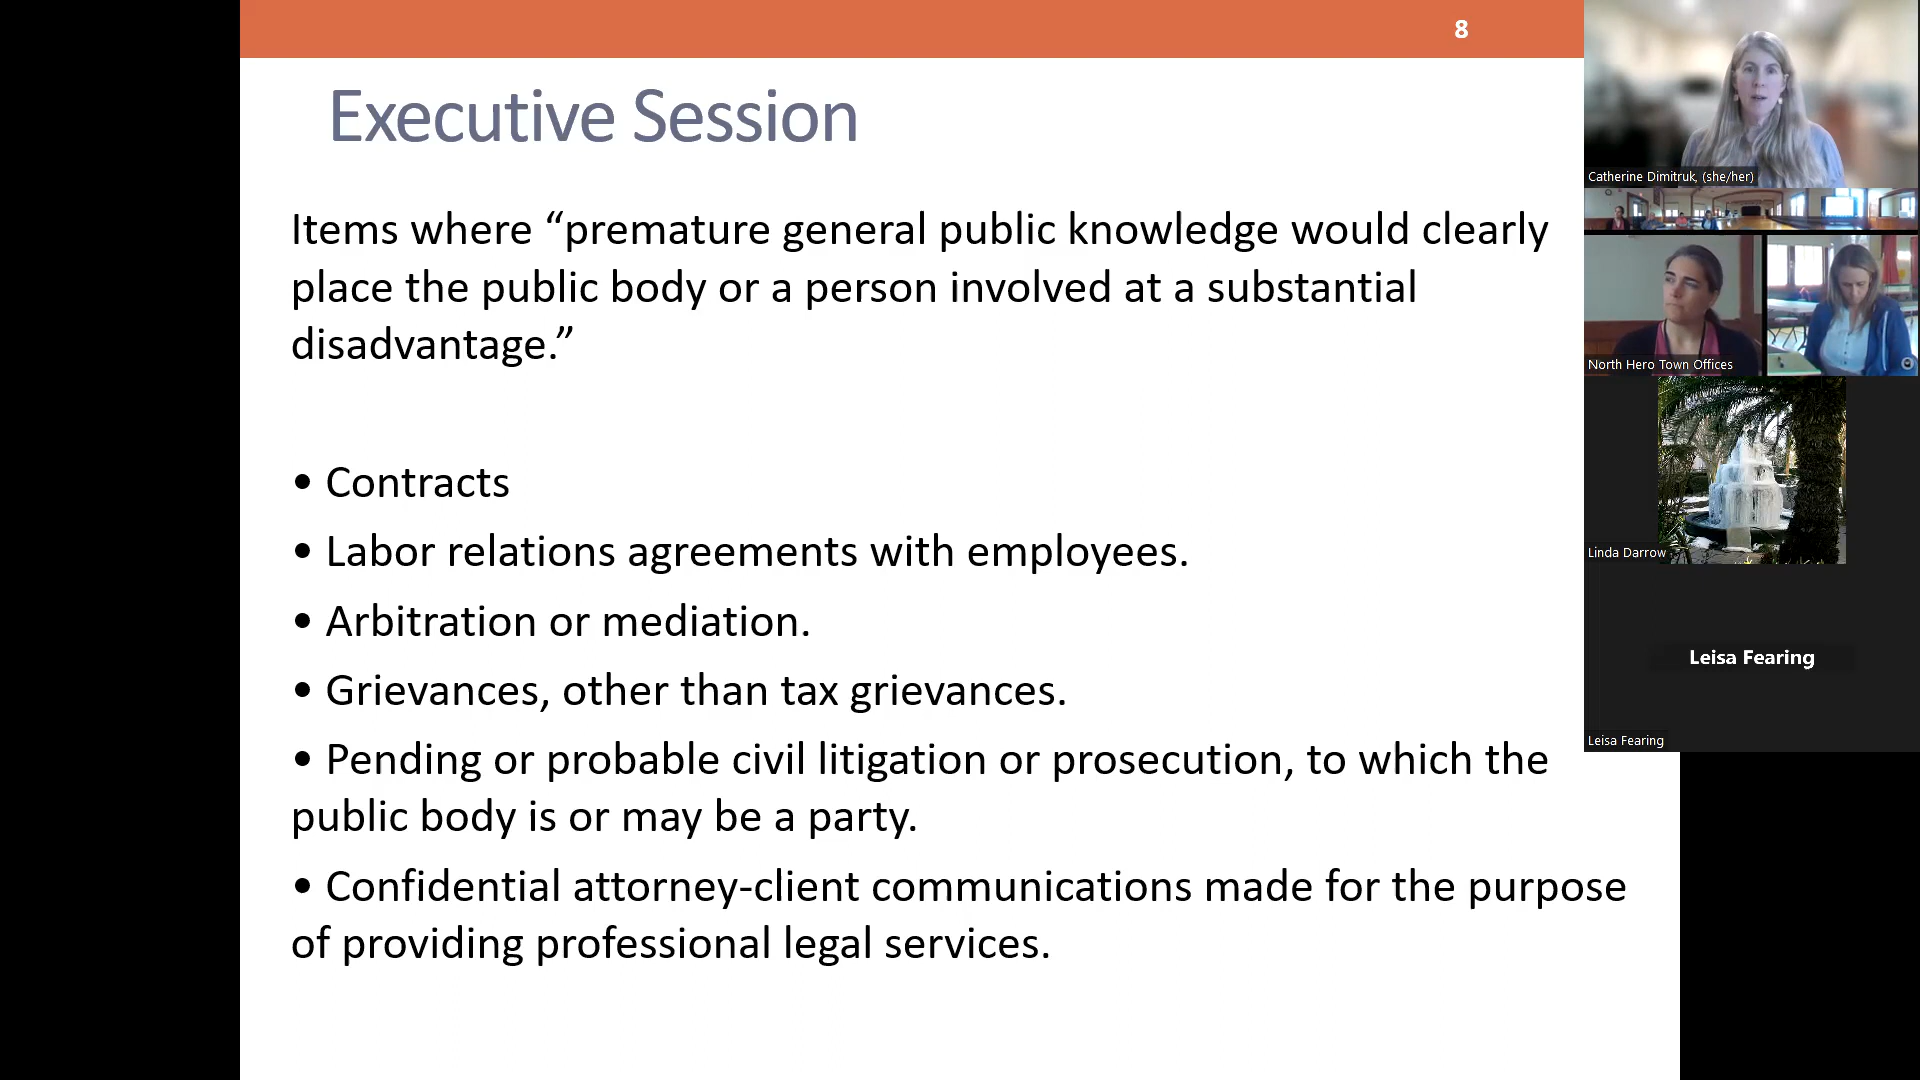 8
Executive Session
Items where “premature general public knowledge would clearly
place the public body or a person involved at a substantial
disadvantage.”
• Contracts
• Labor relations agreements with employees.
• Arbitration or mediation.
• Grievances, other than tax grievances.
• Pending or probable civil litigation or prosecution, to which the
public body is or may be a party.
• Confidential attorney-client communications made for the purpose
of providing professional legal services.
Catherine Dimitruk, (she/her)
North Hero Town Offices
Linda Darrow
Leisa Fearing
Leisa Fearing